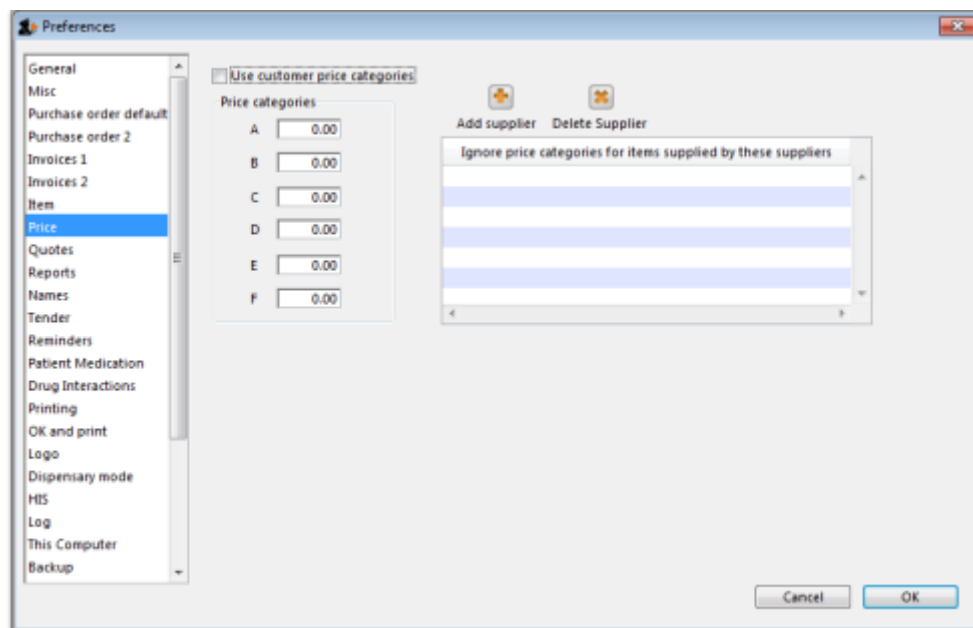 Preferences
General
Misc
Purchase order default
Purchase order 2
Invoices 1
Invoices 2
Item
Price
Quotes
Reports
Names
Tender
Reminders
Patient Medication
Drug Interactions
Printing
OK and print
Logo
Dispensary mode
HIS
Log
This Computer
Backup
Use customer price categories
Price categories
A 0.00
B 0.00
C 0.00
D 0.00
E 0.00
F 0.00
Add supplier Delete Supplier
Ignore price categories for items supplied by these suppliers
Cancel OK